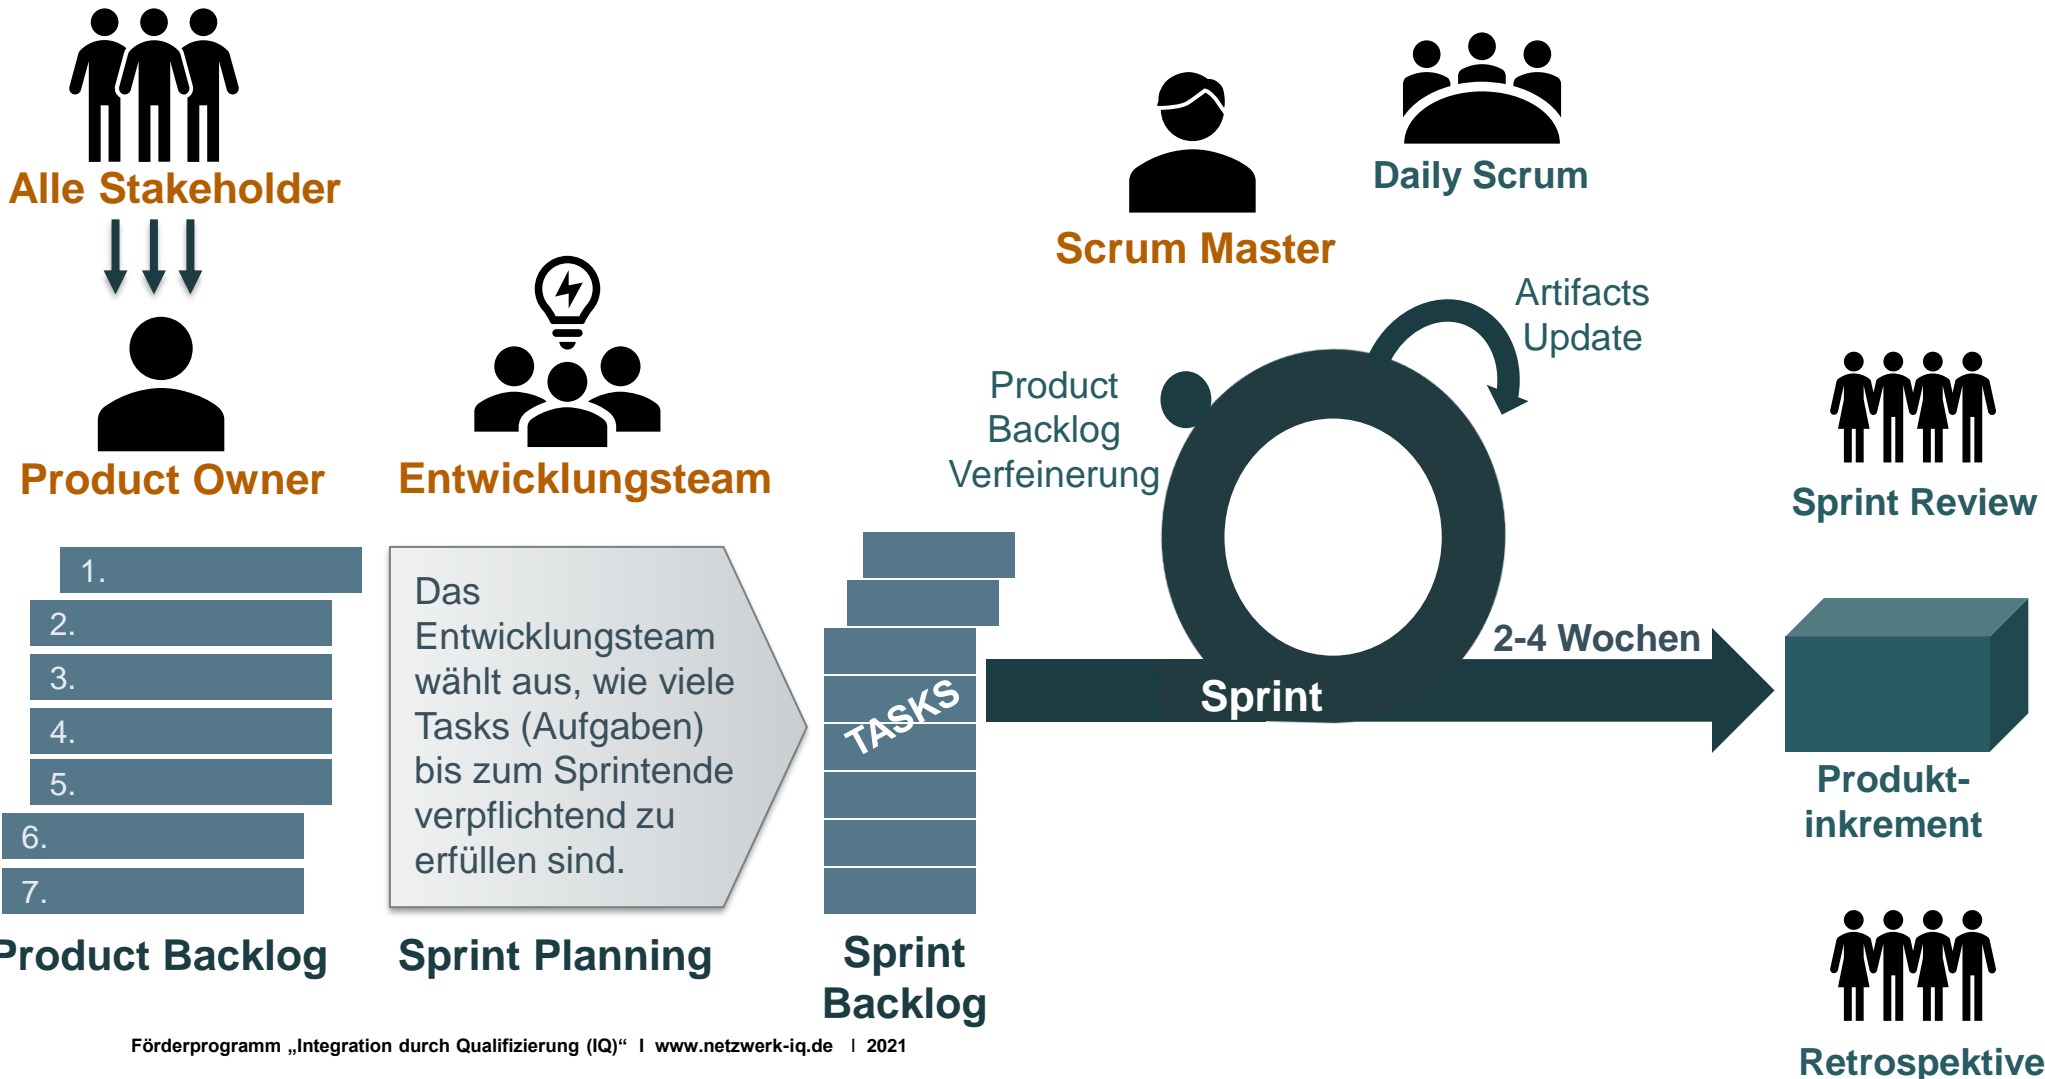 Alle Stakeholder
Product Owner
1.
2.
3.
4.
5.
6.
7.
Product Backlog
Entwicklungsteam
Das
Entwicklungsteam
wählt aus, wie viele
Tasks (Aufgaben)
bis zum Sprintende
verpflichtend zu
erfüllen sind.
Sprint Planning
TASKS
Sprint
Backlog
Scrum Master
Daily Scrum
Artifacts
Update
Product
Backlog
Verfeinerung
Sprint
2-4 Wochen
Sprint Review
Produkt-
inkrement
Retrospektive
Förderprogramm „Integration durch Qualifizierung (IQ)“ I www.netzwerk-iq.de I 2021